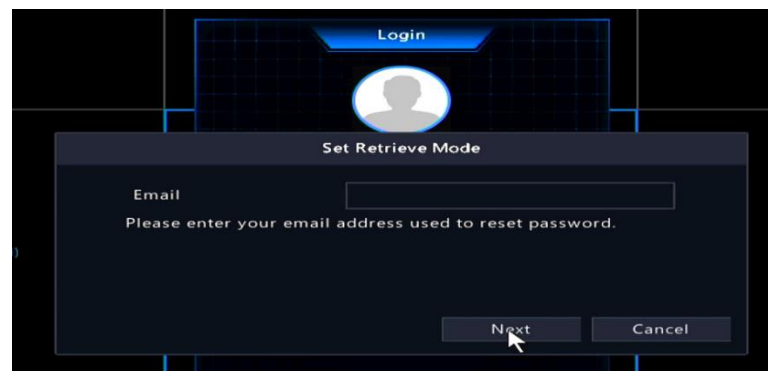 Login
Set Retrieve Mode
Email
Please enter your email address used to reset password.
Next Cancel